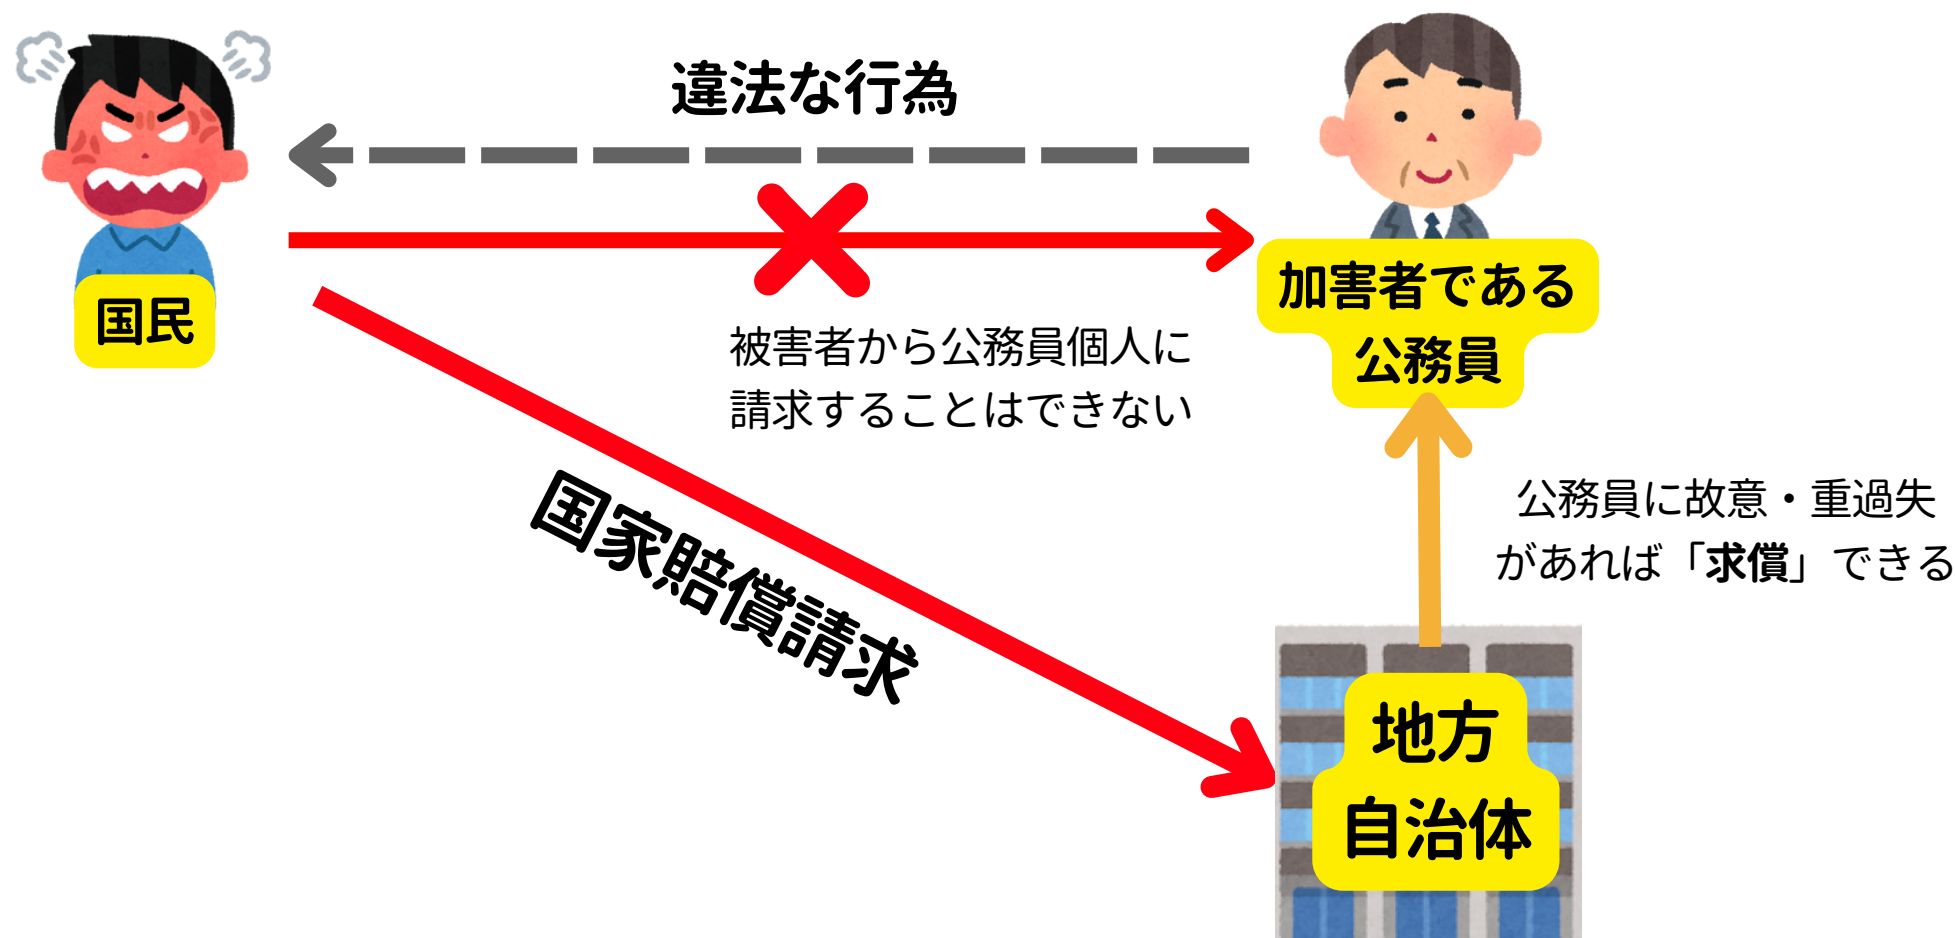 違法な行為
国民
加害者である
公務員
被害者から公務員個人に
請求することはできない
国家賠償請求
公務員に故意・重過失
があれば「求償」できる
地方
自治体